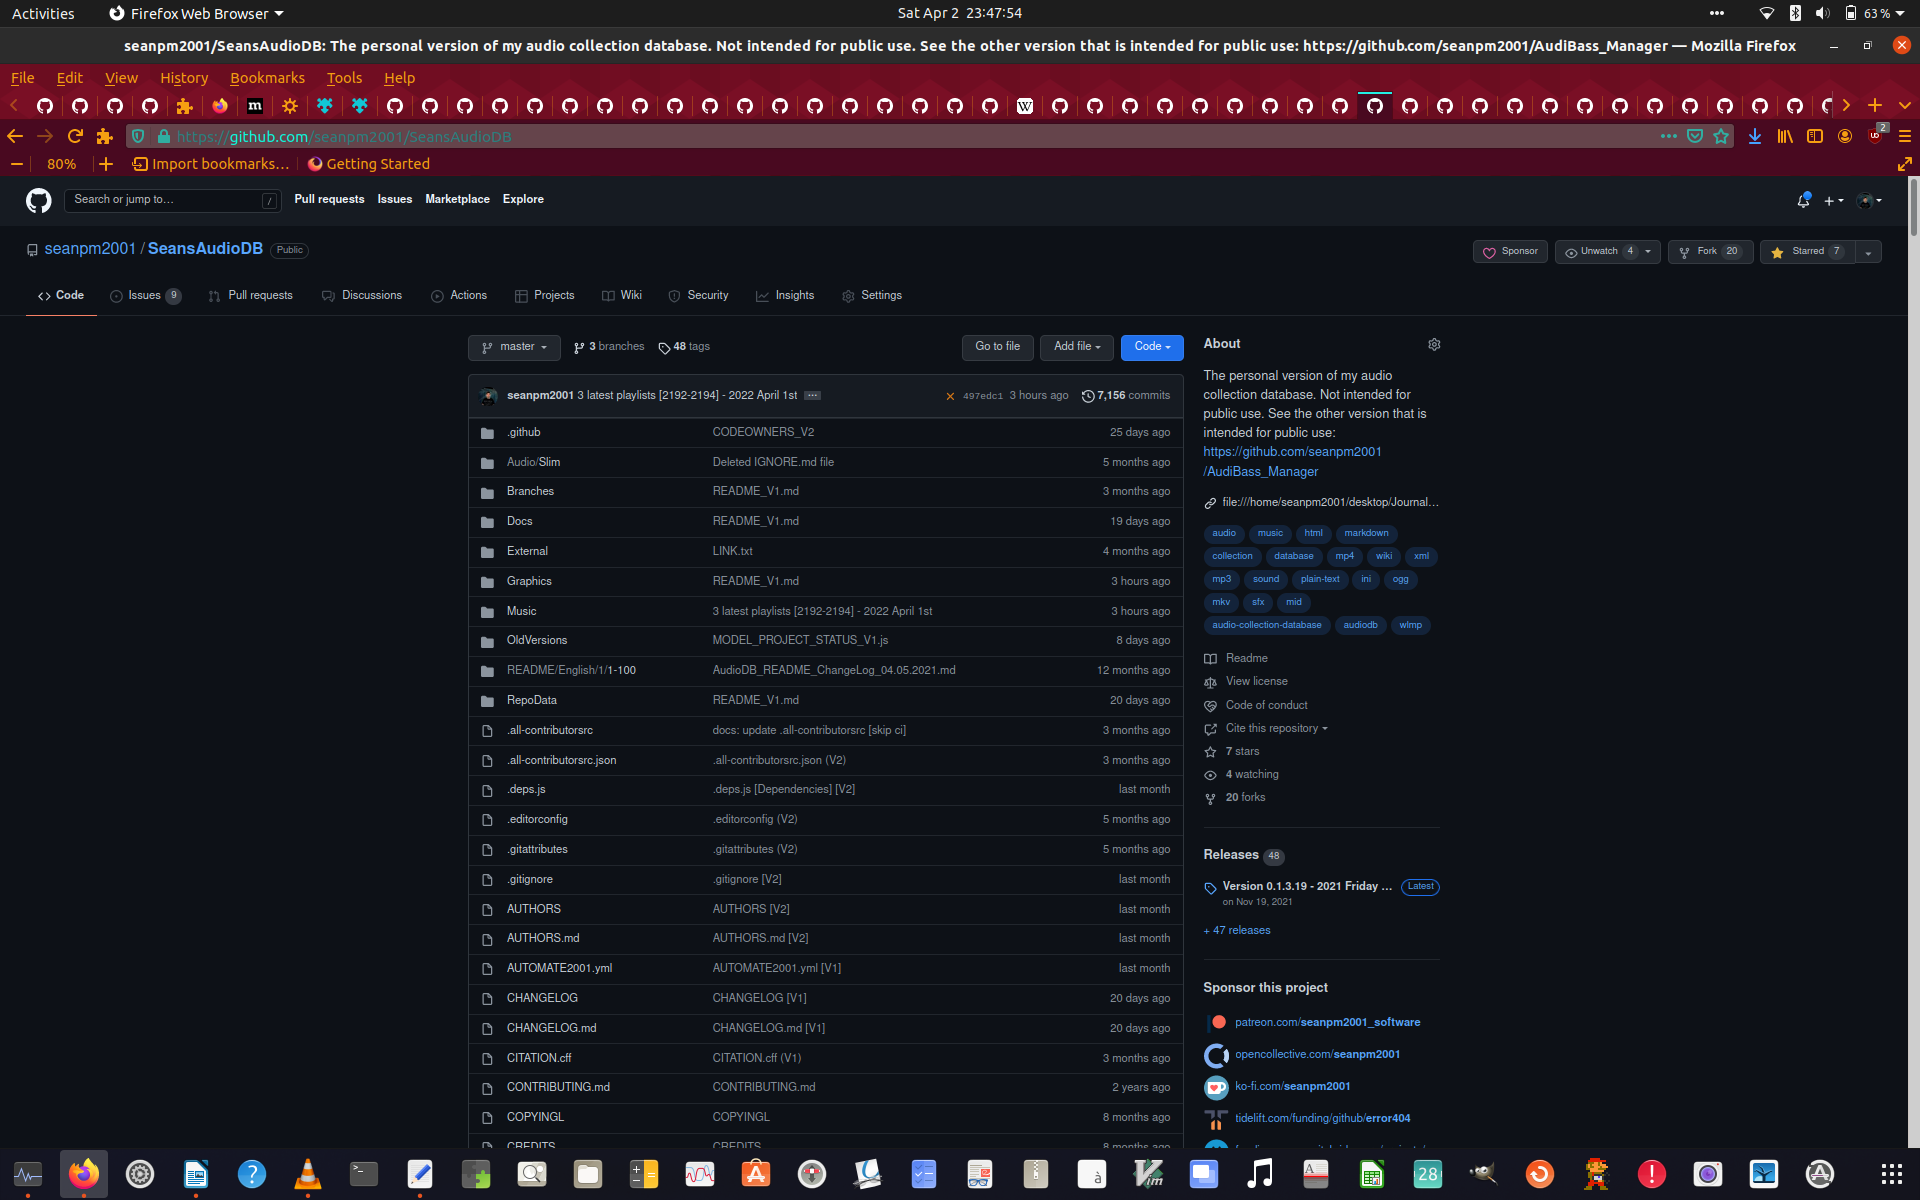 Activities
Firefox Web Browser
Sat Apr 2 23:47:54
63 %
seanpm2001/SeansAudioDB: The personal version of my audio collection database. Not intended for public use. See the other version that is intended for public use: https://github.com/seanpm2001/AudiBass_Manager — Mozilla Firefox
File Edit View History Bookmarks Tools Help
https://github.com/seanpm2001/SeansAudioDB
2
80%
Import bookmarks...
Getting Started
Search or jump to…
/
Pull requests Issues Marketplace Explore
seanpm2001 / SeansAudioDB Public
Sponsor
Unwatch 4
Fork 20
Starred 7
Code
Issues 9
Pull requests
Discussions
Actions
Projects
Wiki
Security
Insights
Settings
master
3 branches
48 tags
Go to file
Add file
Code
seanpm2001 3 latest playlists [2192-2194] - 2022 April 1st ... 497edc1 3 hours ago 7,156 commits
.github CODEOWNERS_V2 25 days ago
Audio/Slim Deleted IGNORE.md file 5 months ago
Branches README_V1.md 3 months ago
Docs README_V1.md 19 days ago
External LINK.txt 4 months ago
Graphics README_V1.md 3 hours ago
Music 3 latest playlists [2192-2194] - 2022 April 1st 3 hours ago
OldVersions MODEL_PROJECT_STATUS_V1.js 8 days ago
README/English/1/1-100 AudioDB_README_ChangeLog_04.05.2021.md 12 months ago
RepoData README_V1.md 20 days ago
.all-contributorsrc docs: update .all-contributorsrc [skip ci] 3 months ago
.all-contributorsrc.json .all-contributorsrc.json (V2) 3 months ago
.deps.js .deps.js [Dependencies] [V2] last month
.editorconfig .editorconfig (V2) 5 months ago
.gitattributes .gitattributes (V2) 5 months ago
.gitignore .gitignore [V2] last month
AUTHORS AUTHORS [V2] last month
AUTHORS.md AUTHORS.md [V2] last month
AUTOMATE2001.yml AUTOMATE2001.yml [V1] last month
CHANGELOG CHANGELOG [V1] 20 days ago
CHANGELOG.md CHANGELOG.md [V1] 20 days ago
CITATION.cff CITATION.cff (V1) 3 months ago
CONTRIBUTING.md CONTRIBUTING.md 2 years ago
COPYINGL COPYINGL 8 months ago
CREDITS CREDITS 8 months ago
About
The personal version of my audio
collection database. Not intended for
public use. See the other version that is
intended for public use:
https://github.com/seanpm2001
/AudiBass_Manager
file:///home/seanpm2001/desktop/Journal...
audio music html markdown
collection database mp4 wiki xml
mp3 sound plain-text ini ogg
mkv sfx mid
audio-collection-database audiodb wlmp
Readme
View license
Code of conduct
Cite this repository
7 stars
4 watching
20 forks
Releases 48
Version 0.1.3.19 - 2021 Friday ... Latest
on Nov 19, 2021
+ 47 releases
Sponsor this project
patreon.com/seanpm2001_software
opencollective.com/seanpm2001
ko-fi.com/seanpm2001
tidelift.com/funding/github/error404
28